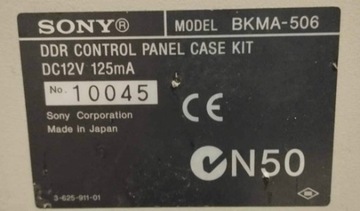 SONY® MODEL BKMA-506
DDR CONTROL PANEL CASE KIT
DC12V 125mA
No. 10045
Sony Corporation
Made in Japan
CE
N50
3-625-911-01